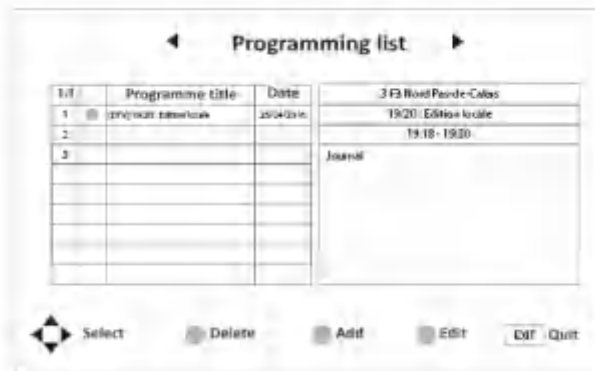 Programming list
1/1 Programme title Date
1
2
3
3 F3 Nord Pas-de-Calais
19/20 : Edition locale
19:18 - 19:30
Journal
Select Delete Add Edit EXIT Quit